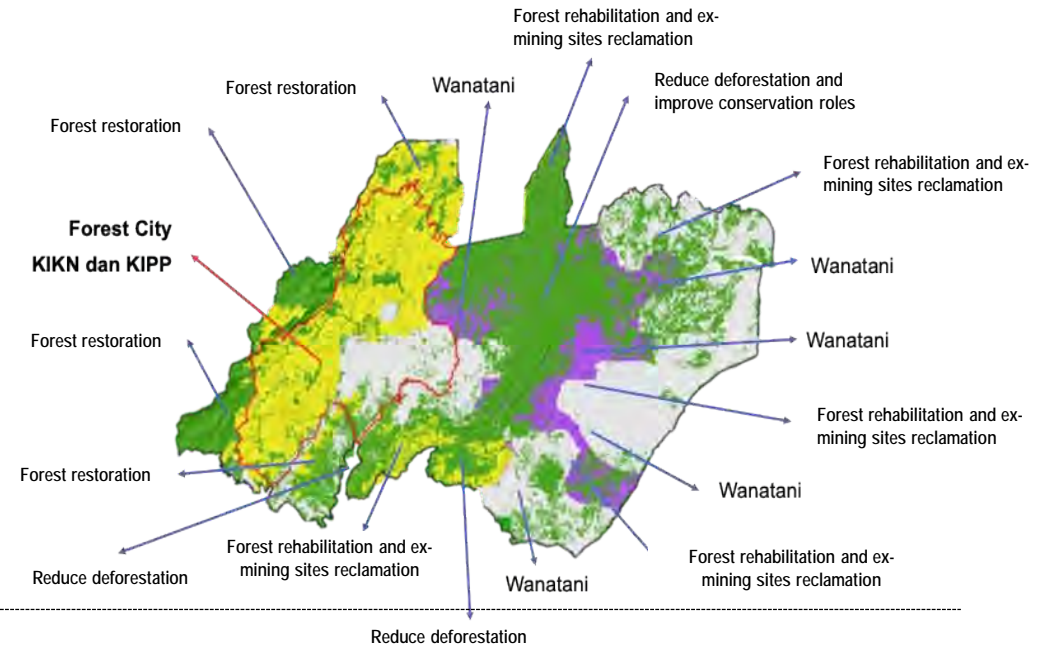 Forest rehabilitation and ex-
mining sites reclamation
Forest restoration
Wanatani
Reduce deforestation and
improve conservation roles
Forest restoration
Forest rehabilitation and ex-
mining sites reclamation
Forest City
KIKN dan KIPP
Wanatani
Forest restoration
Wanatani
Forest rehabilitation and ex-
mining sites reclamation
Forest restoration
Wanatani
Forest rehabilitation and ex-
mining sites reclamation
Reduce deforestation
Wanatani
Forest rehabilitation and ex-
mining sites reclamation
Reduce deforestation